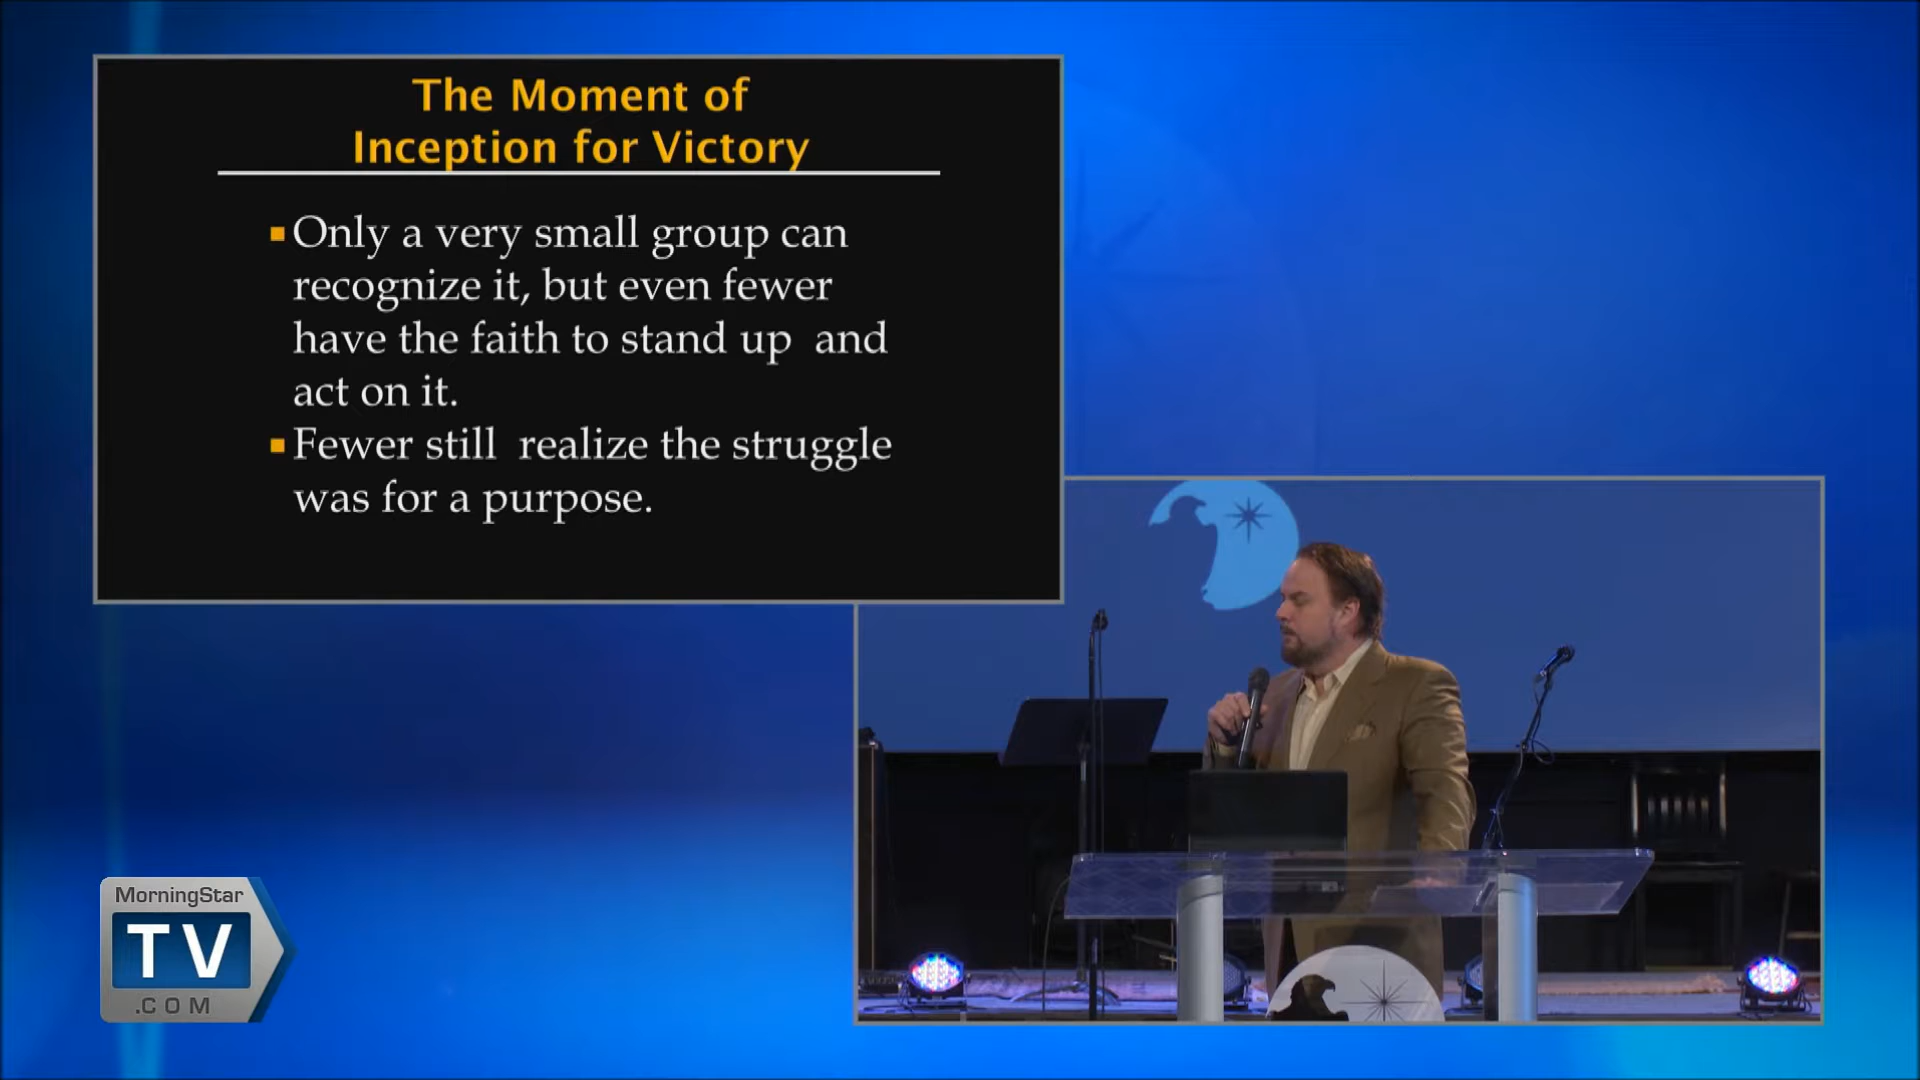 The Moment of
Inception for Victory
Only a very small group can
recognize it, but even fewer
have the faith to stand up and
act on it.
Fewer still realize the struggle
was for a purpose.
MorningStar
TV
.COM